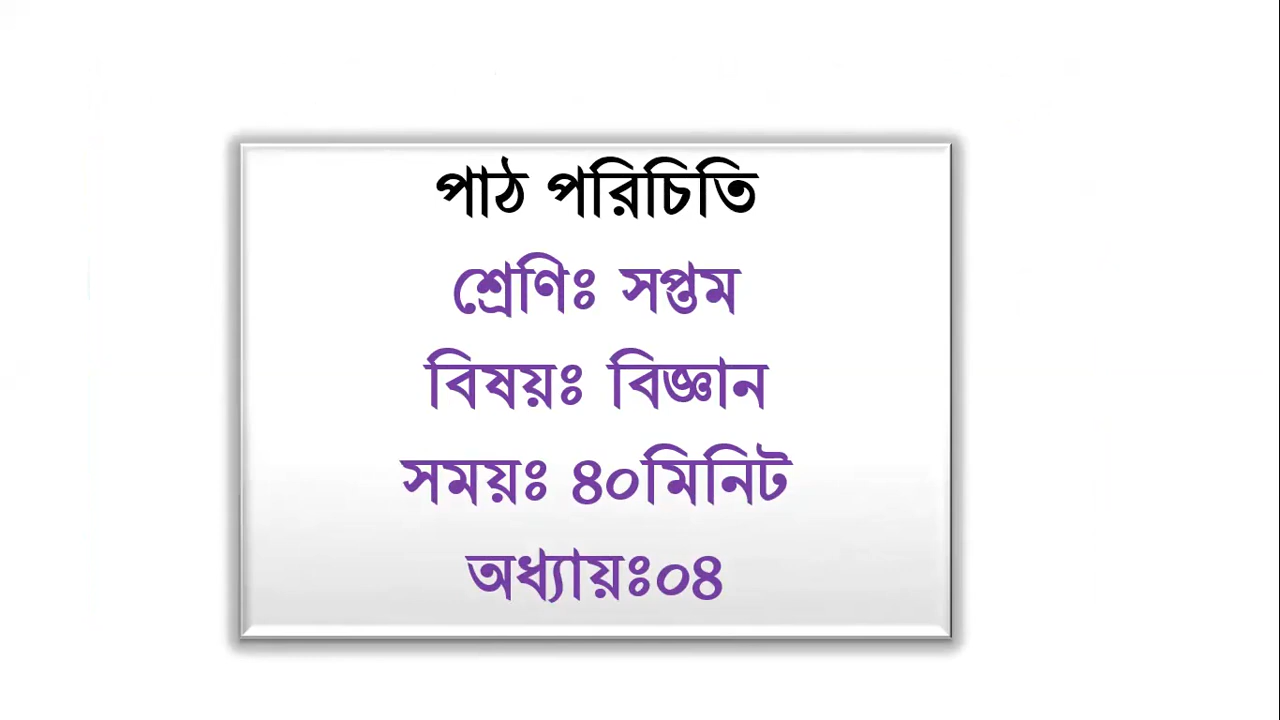 পাঠ পরিচিতি
শ্রেণিঃ সপ্তম
বিষয়ঃ বিজ্ঞান
সময়ঃ ৪০মিনিট
অধ্যায়ঃ০৪